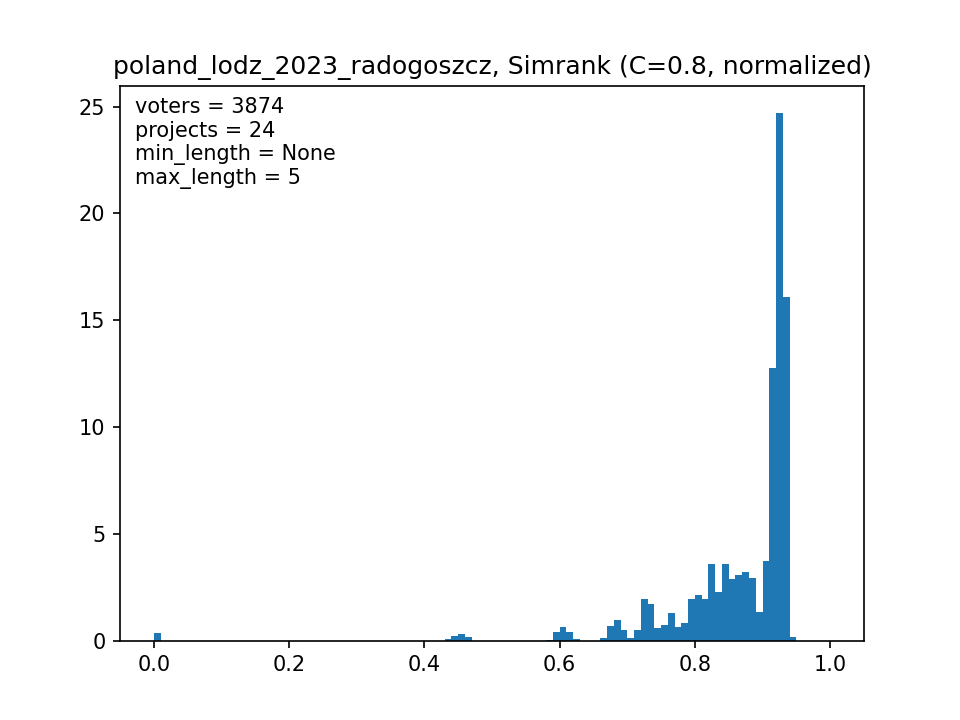 poland_lodz_2023_radogoszcz, Simrank (C=0.8, normalized)
voters = 3874
projects = 24
min_length = None
max_length = 5
25
20
15
10
5
0
0.0 0.2 0.4 0.6 0.8 1.0